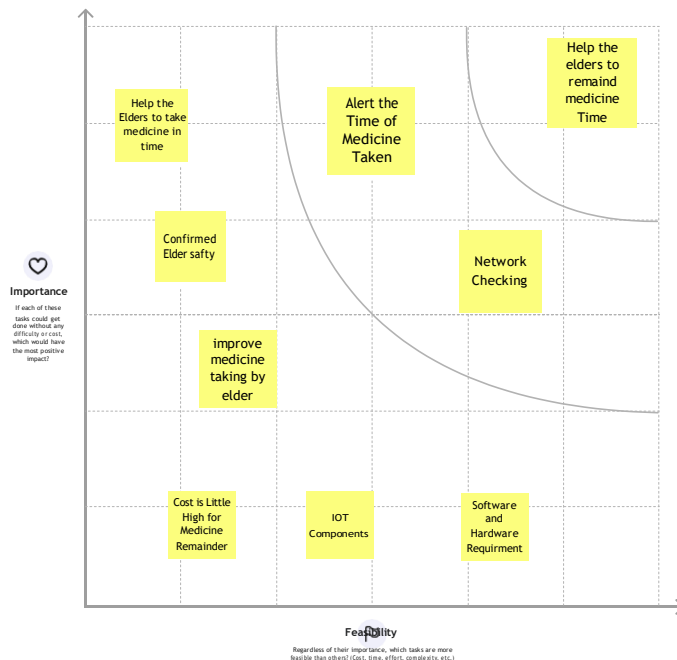 Help the
elders to
remaind
medicine
Time
Help the
Elders to take
medicine in
time
Alert the
Time of
Medicine
Taken
Confirmed
Elder safty
Network
Checking
Importance
If each of these
tasks could get
done without any
difficulty or cost,
which would have
the most positive
impact?
improve
medicine
taking by
elder
Cost is Little
High for
Medicine
Remainder
IOT
Components
Software
and
Hardware
Requirment
Feasibility
Regardless of their importance, which tasks are more
feasible than others? (Cost, time, effort, complexity, etc.)